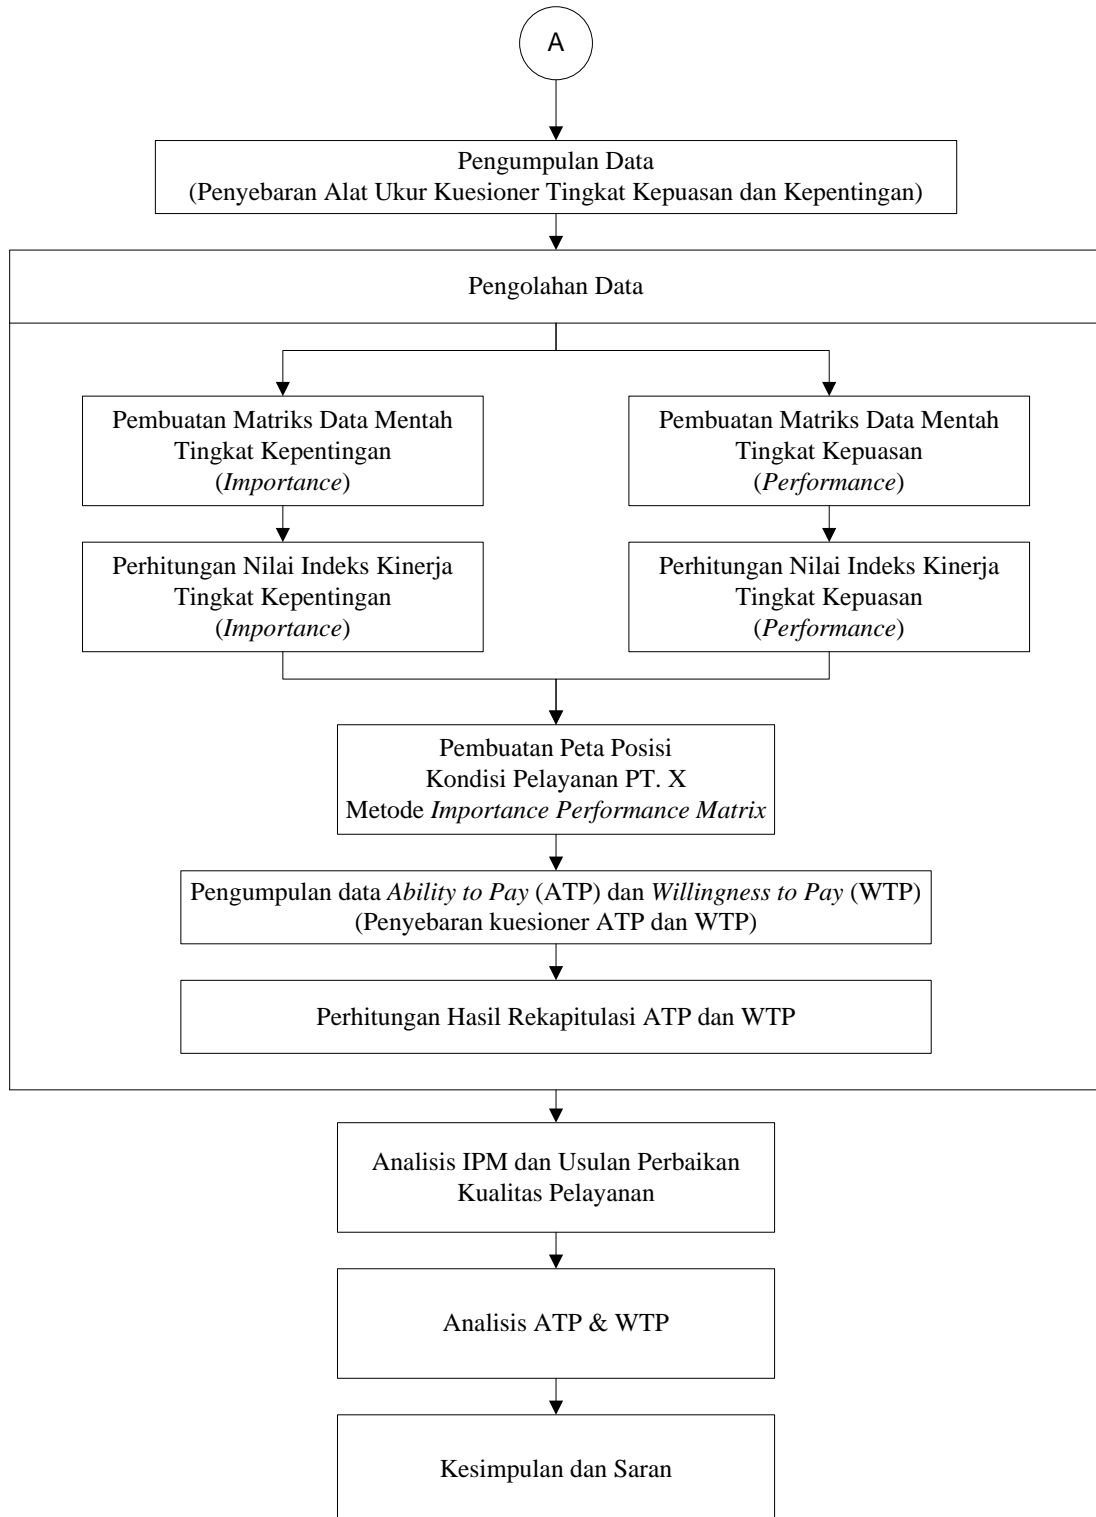 A
Pengumpulan Data
(Penyebaran Alat Ukur Kuesioner Tingkat Kepuasan dan Kepentingan)
Pengolahan Data
Pembuatan Matriks Data Mentah
Tingkat Kepentingan
(Importance)
Pembuatan Matriks Data Mentah
Tingkat Kepuasan
(Performance)
Perhitungan Nilai Indeks Kinerja
Tingkat Kepentingan
(Importance)
Perhitungan Nilai Indeks Kinerja
Tingkat Kepuasan
(Performance)
Pembuatan Peta Posisi
Kondisi Pelayanan PT. X
Metode Importance Performance Matrix
Pengumpulan data Ability to Pay (ATP) dan Willingness to Pay (WTP)
(Penyebaran kuesioner ATP dan WTP)
Perhitungan Hasil Rekapitulasi ATP dan WTP
Analisis IPM dan Usulan Perbaikan
Kualitas Pelayanan
Analisis ATP & WTP
Kesimpulan dan Saran